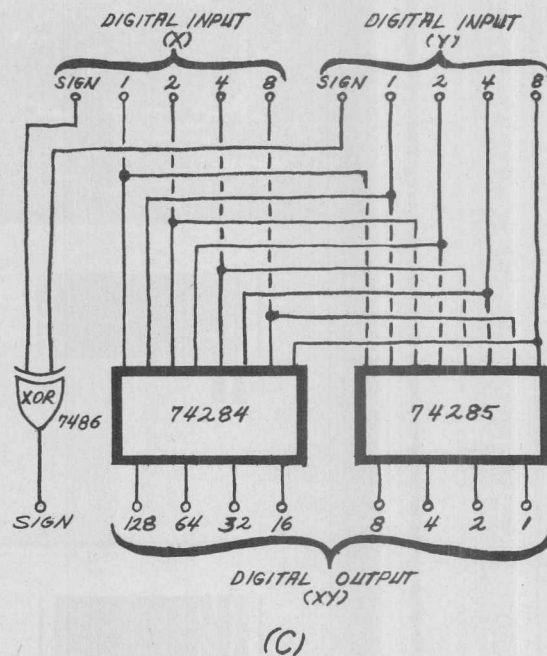 DIGITAL INPUT
(X)
DIGITAL INPUT
(Y)
SIGN 1 2 4 8
SIGN 1 2 4 8
XOR
7486
74284
74285
SIGN
128 64 32 16
8 4 2 1
DIGITAL OUTPUT
(XY)
(C)